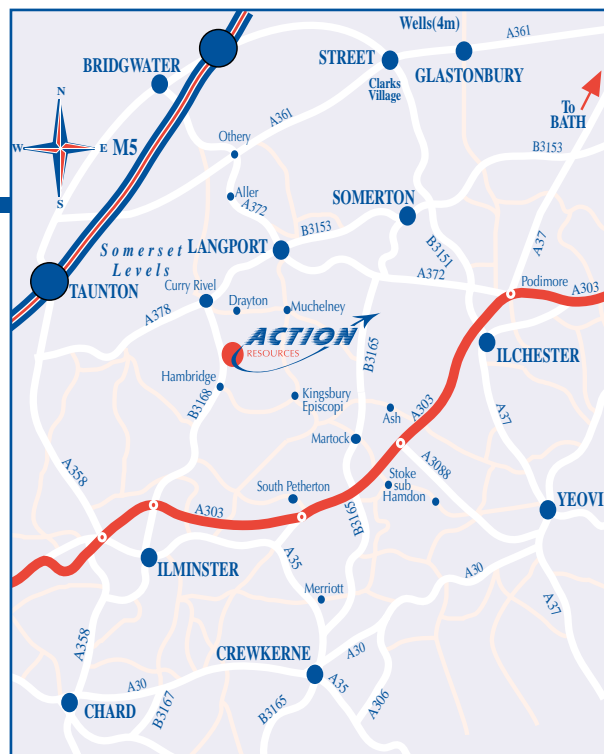 Wells(4m)
A361
STREET
GLASTONBURY
BRIDGWATER
Clarks
Village
To
BATH
N
W
E
S
M5
A361
Othery
B3153
Aller
A372
SOMERTON
B3153
B3151
A37
Somerset
Levels
LANGPORT
A372
Podimore
A303
TAUNTON
Curry Rivel
Drayton
Muchelney
A378
ACTION
RESOURCES
B3165
ILCHESTER
Hambridge
Kingsbury
Episcopi
B3168
Ash
A303
A37
Martock
A358
A3088
Stoke
sub
Hamdon
South Petherton
YEOVI
A303
B3165
ILMINSTER
A35
A30
Merriott
A37
A358
CREWKERNE
A30
A30
A35
CHARD
B3167
B3165
A306